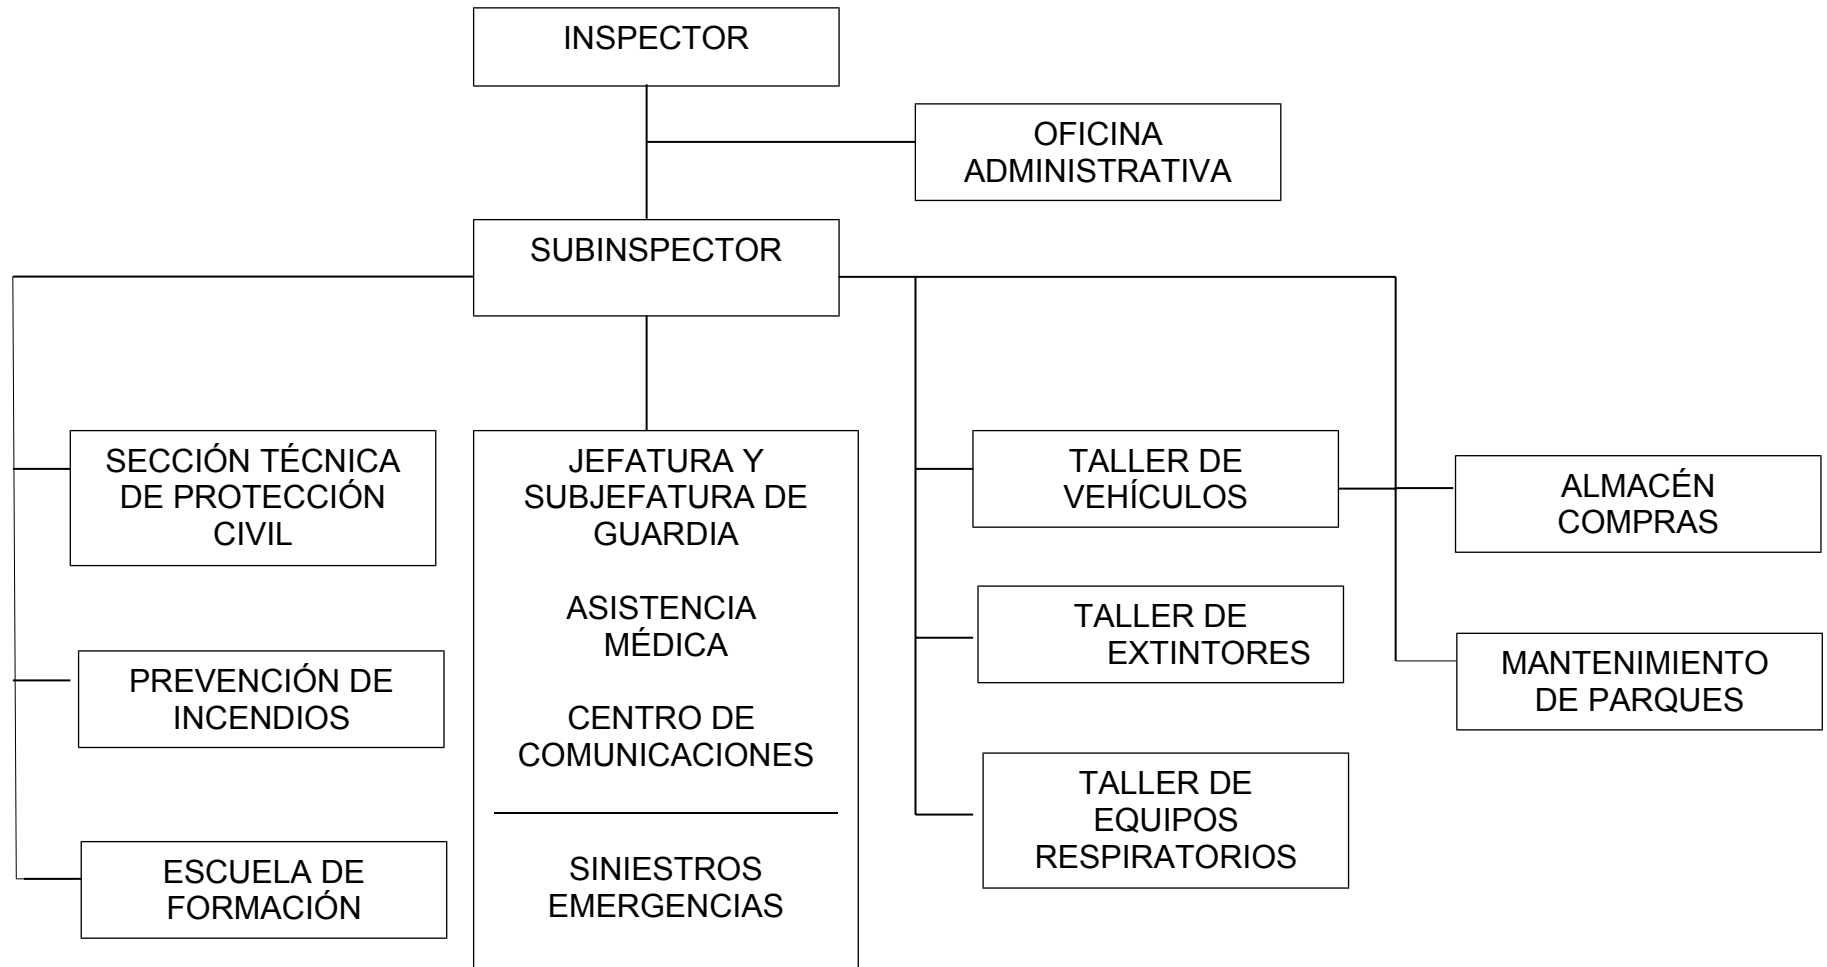 INSPECTOR
OFICINA
ADMINISTRATIVA
SUBINSPECTOR
SECCIÓN TÉCNICA
DE PROTECCIÓN
CIVIL
PREVENCIÓN DE
INCENDIOS
ESCUELA DE
FORMACIÓN
JEFATURA Y
SUBJEFATURA DE
GUARDIA
ASISTENCIA
MÉDICA
CENTRO DE
COMUNICACIONES
SINIESTROS
EMERGENCIAS
TALLER DE
VEHÍCULOS
TALLER DE
EXTINTORES
TALLER DE
EQUIPOS
RESPIRATORIOS
ALMACÉN
COMPRAS
MANTENIMIENTO
DE PARQUES